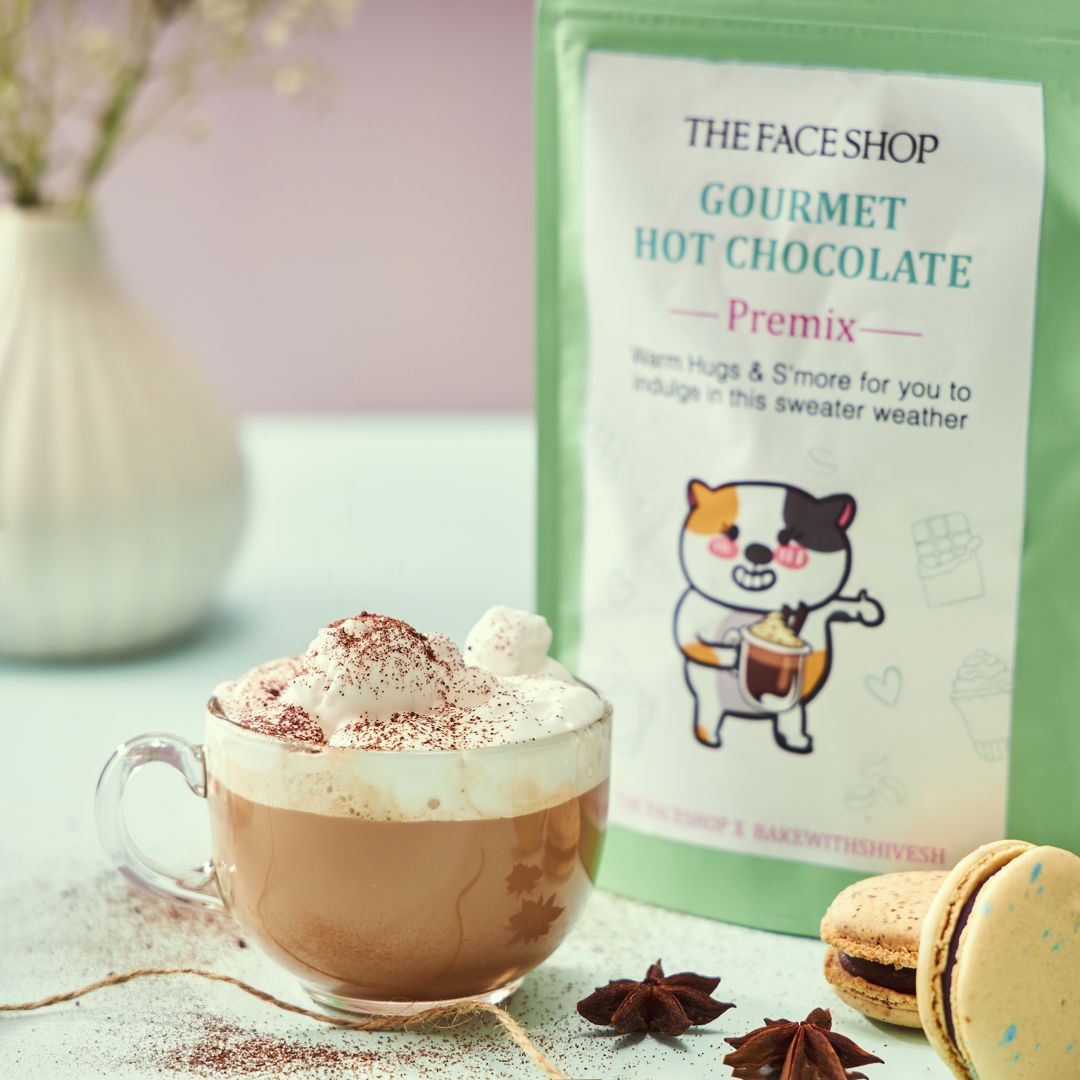 THE FACE SHOP
GOURMET
HOT CHOCOLATE
Premix
Warm Hugs & S'more for you to
indulge in this sweater weather
THE FACESHOP X BAKEWITHSHIVESH